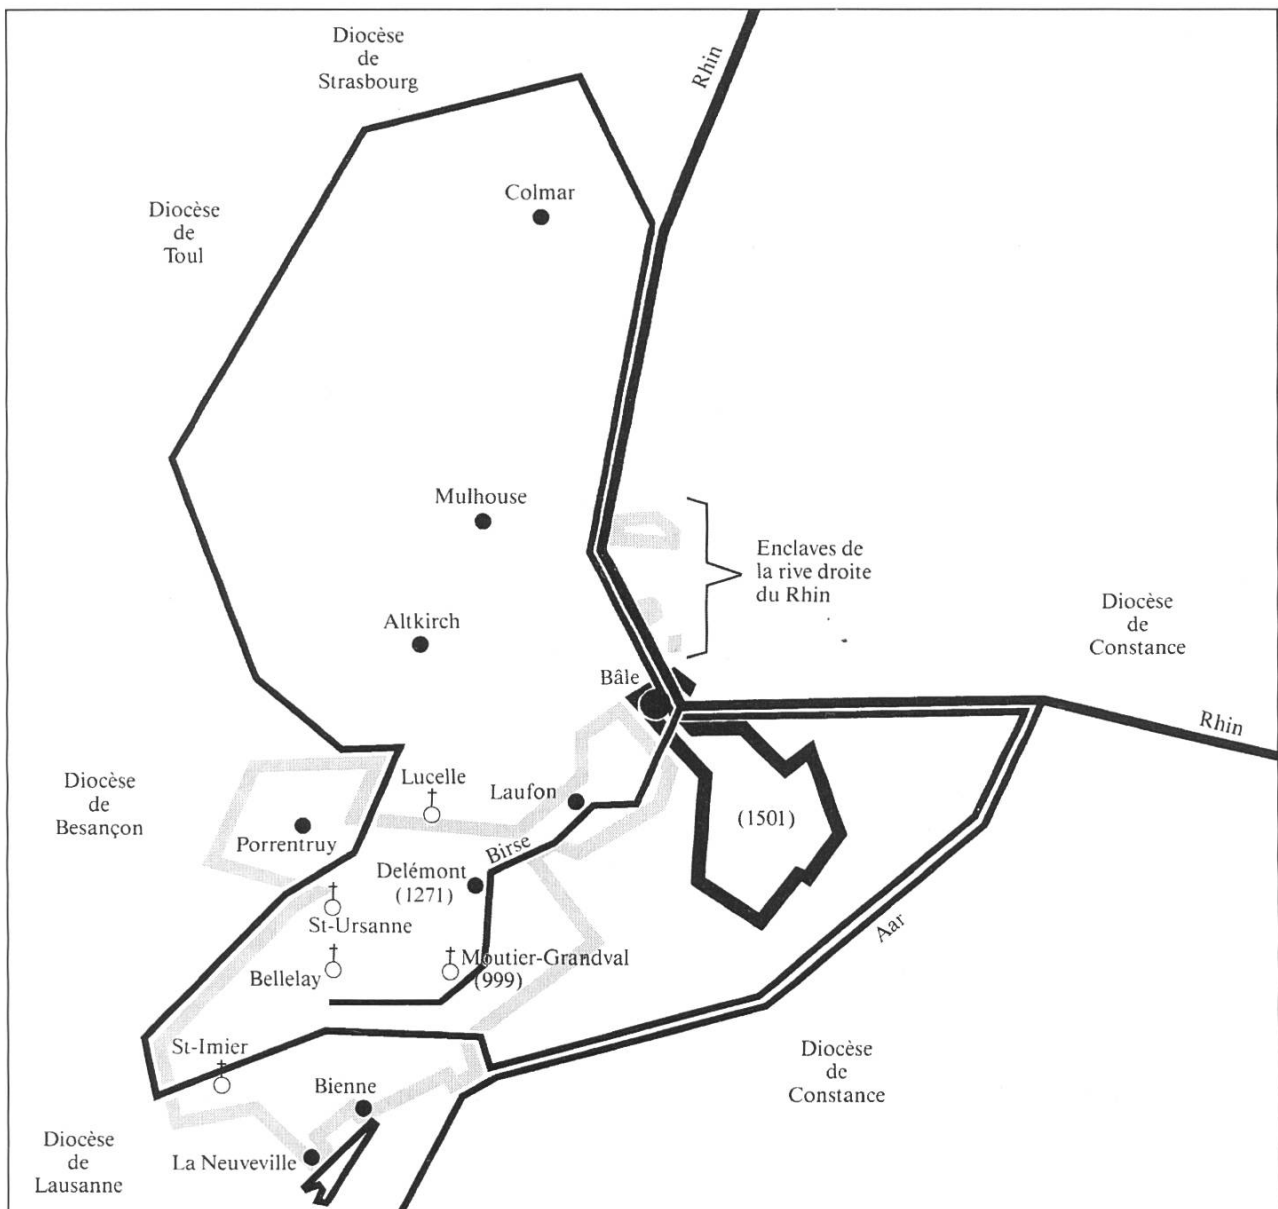 Diocèse
de
Strasbourg
Rhin
Colmar
Diocèse
de
Toul
Mulhouse
Enclaves de
la rive droite
du Rhin
Altkirch
Diocèse
de
Constance
Bâle
Rhin
Diocèse
de
Besançon
Lucelle
Laufon
(1501)
Porrentruy
Birse
Delémont
(1271)
St-Ursanne
Aar
Bellelay
Moutier-Grandval
(999)
St-Imier
Bienne
Diocèse
de
Constance
Diocèse
de
Lausanne
La Neuveville